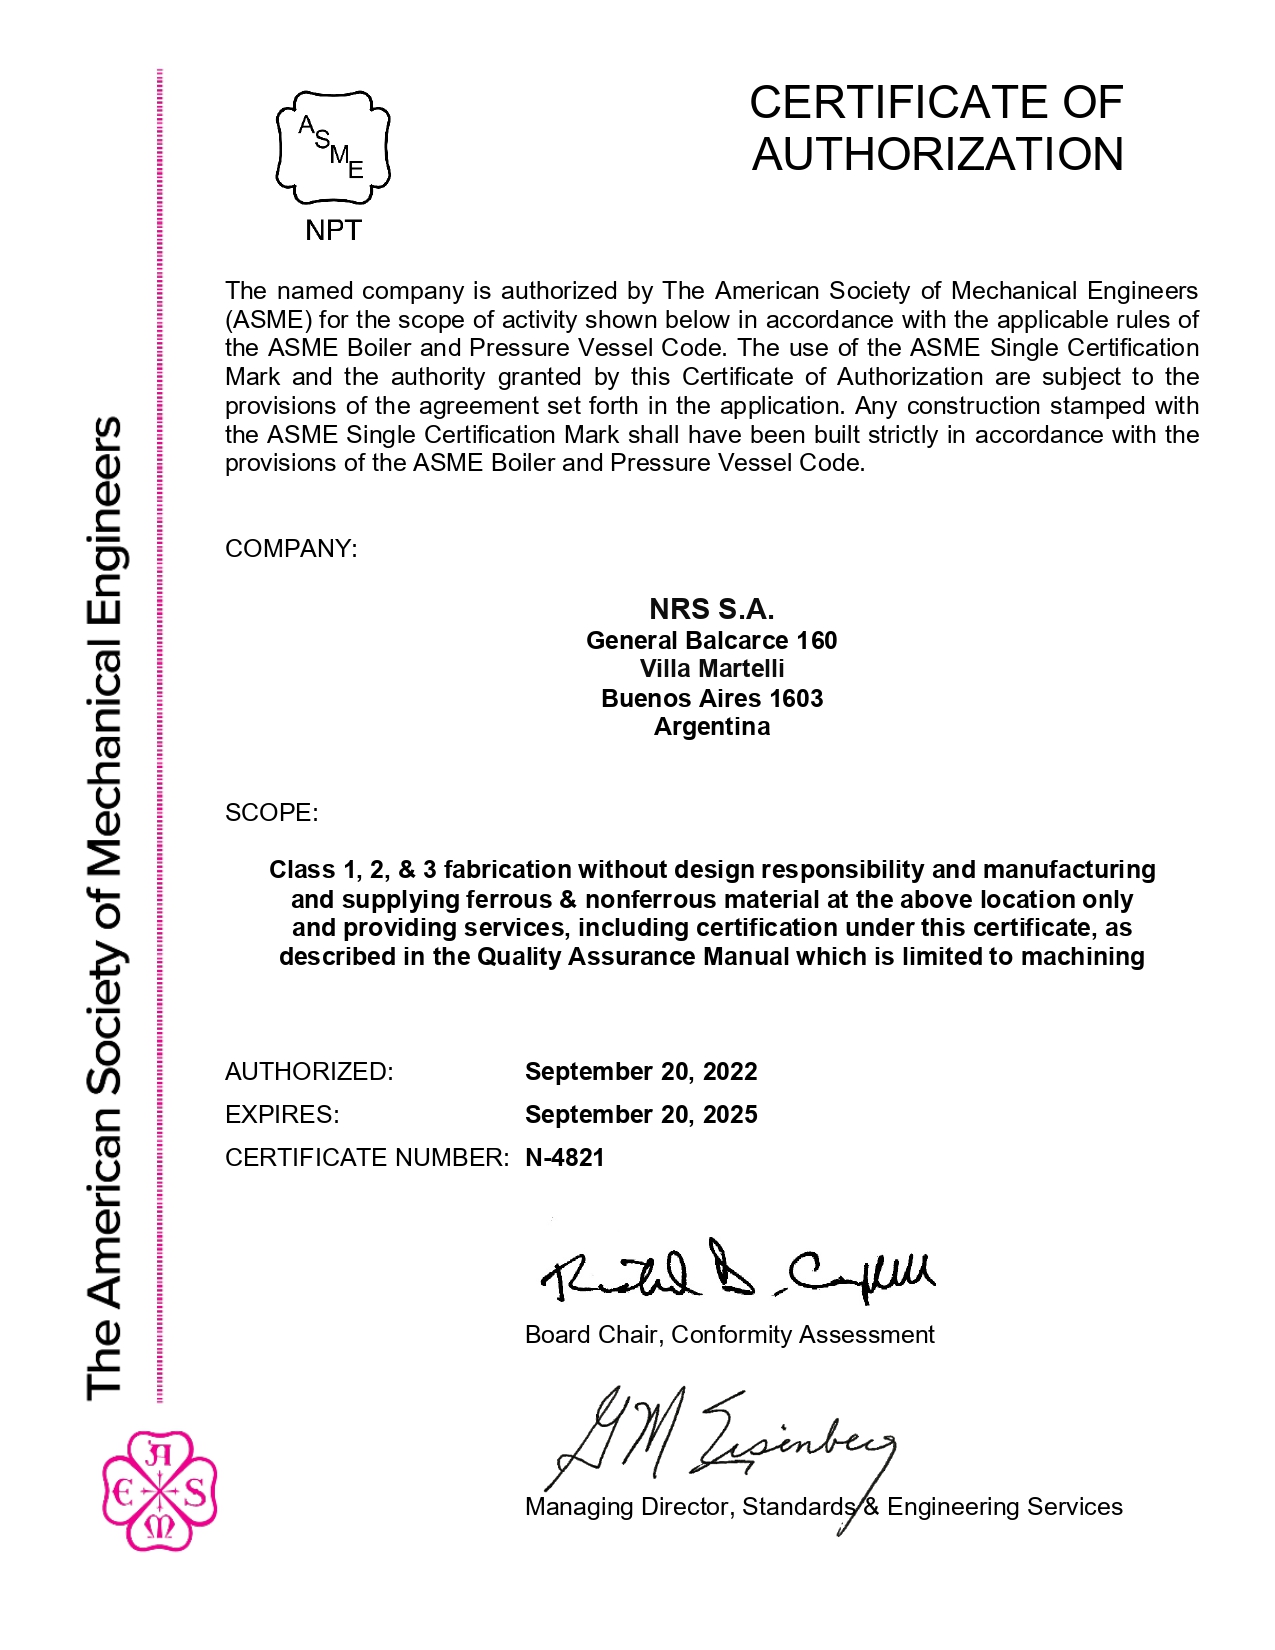 A
S
M
E
NPT
CERTIFICATE OF
AUTHORIZATION
The named company is authorized by The American Society of Mechanical Engineers
(ASME) for the scope of activity shown below in accordance with the applicable rules of
the ASME Boiler and Pressure Vessel Code. The use of the ASME Single Certification
Mark and the authority granted by this Certificate of Authorization are subject to the
provisions of the agreement set forth in the application. Any construction stamped with
the ASME Single Certification Mark shall have been built strictly in accordance with the
provisions of the ASME Boiler and Pressure Vessel Code.
COMPANY:
NRS S.A.
General Balcarce 160
Villa Martelli
Buenos Aires 1603
Argentina
SCOPE:
Class 1, 2, & 3 fabrication without design responsibility and manufacturing
and supplying ferrous & nonferrous material at the above location only
and providing services, including certification under this certificate, as
described in the Quality Assurance Manual which is limited to machining
AUTHORIZED: September 20, 2022
EXPIRES: September 20, 2025
CERTIFICATE NUMBER: N-4821
Board Chair, Conformity Assessment
GM Eisenberg
Managing Director, Standards & Engineering Services
The American Society of Mechanical Engineers
A
E S
M